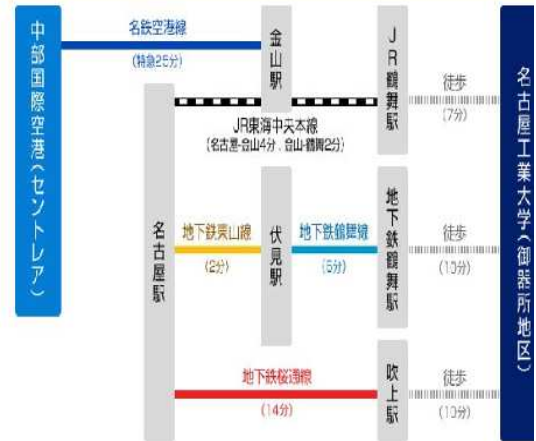 中部国際空港(セントレア)
名鉄空港線
(特急25分)
金山駅
JR鶴舞駅
徒歩
(7分)
名古屋工業大学(御器所地区)
JR東海中央本線
(名古屋-金山4分、金山-鶴舞2分)
名古屋駅
地下鉄東山線
(2分)
伏見駅
地下鉄鶴舞線
(5分)
地下鉄鶴舞駅
徒歩
(10分)
地下鉄桜通線
(14分)
吹上駅
徒歩
(10分)